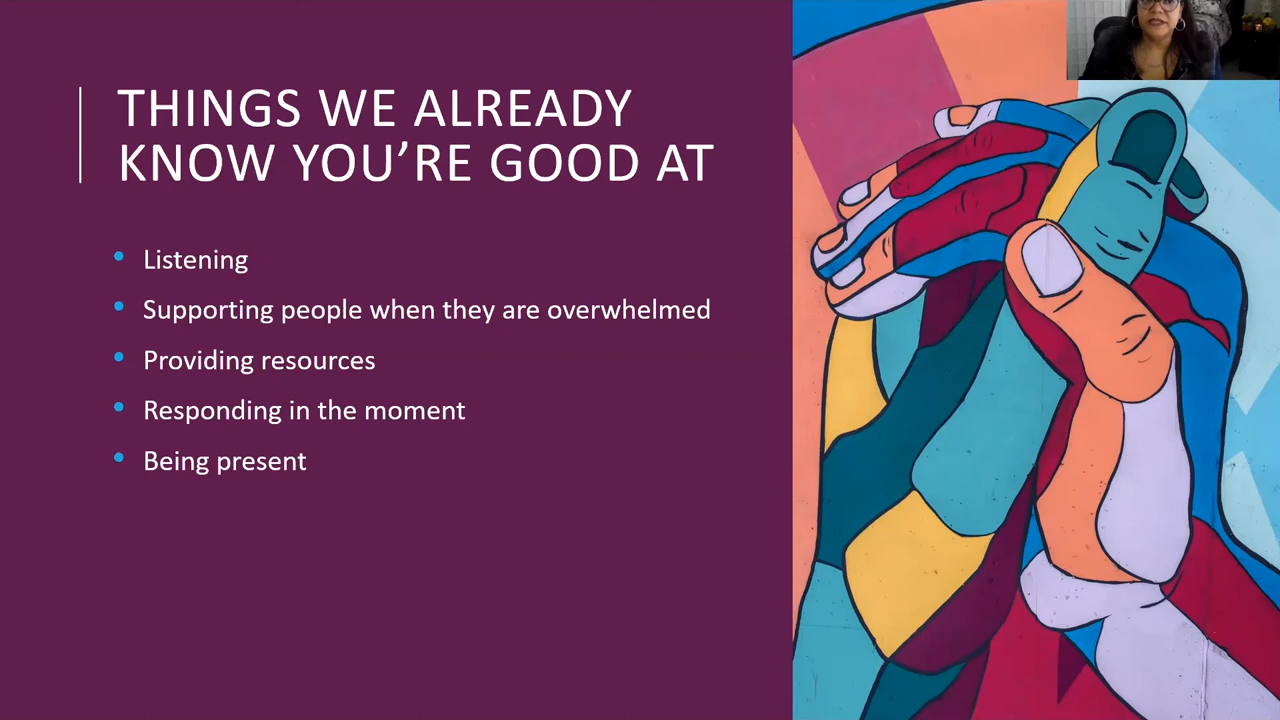 THINGS WE ALREADY
KNOW YOU’RE GOOD AT
• Listening
• Supporting people when they are overwhelmed
• Providing resources
• Responding in the moment
• Being present